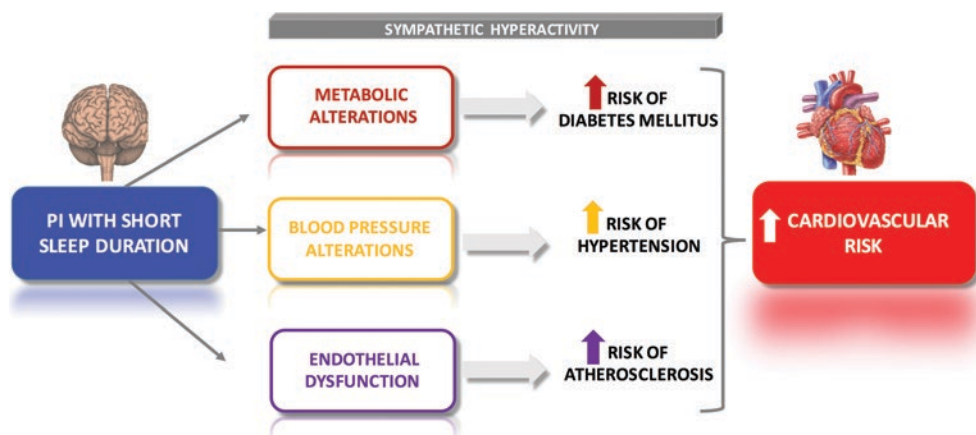 SYMPATHETIC HYPERACTIVITY
PI WITH SHORT
SLEEP DURATION
METABOLIC
ALTERATIONS
RISK OF
DIABETES MELLITUS
BLOOD PRESSURE
ALTERATIONS
RISK OF
HYPERTENSION
ENDOTHELIAL
DYSFUNCTION
RISK OF
ATHEROSCLEROSIS
CARDIOVASCULAR
RISK